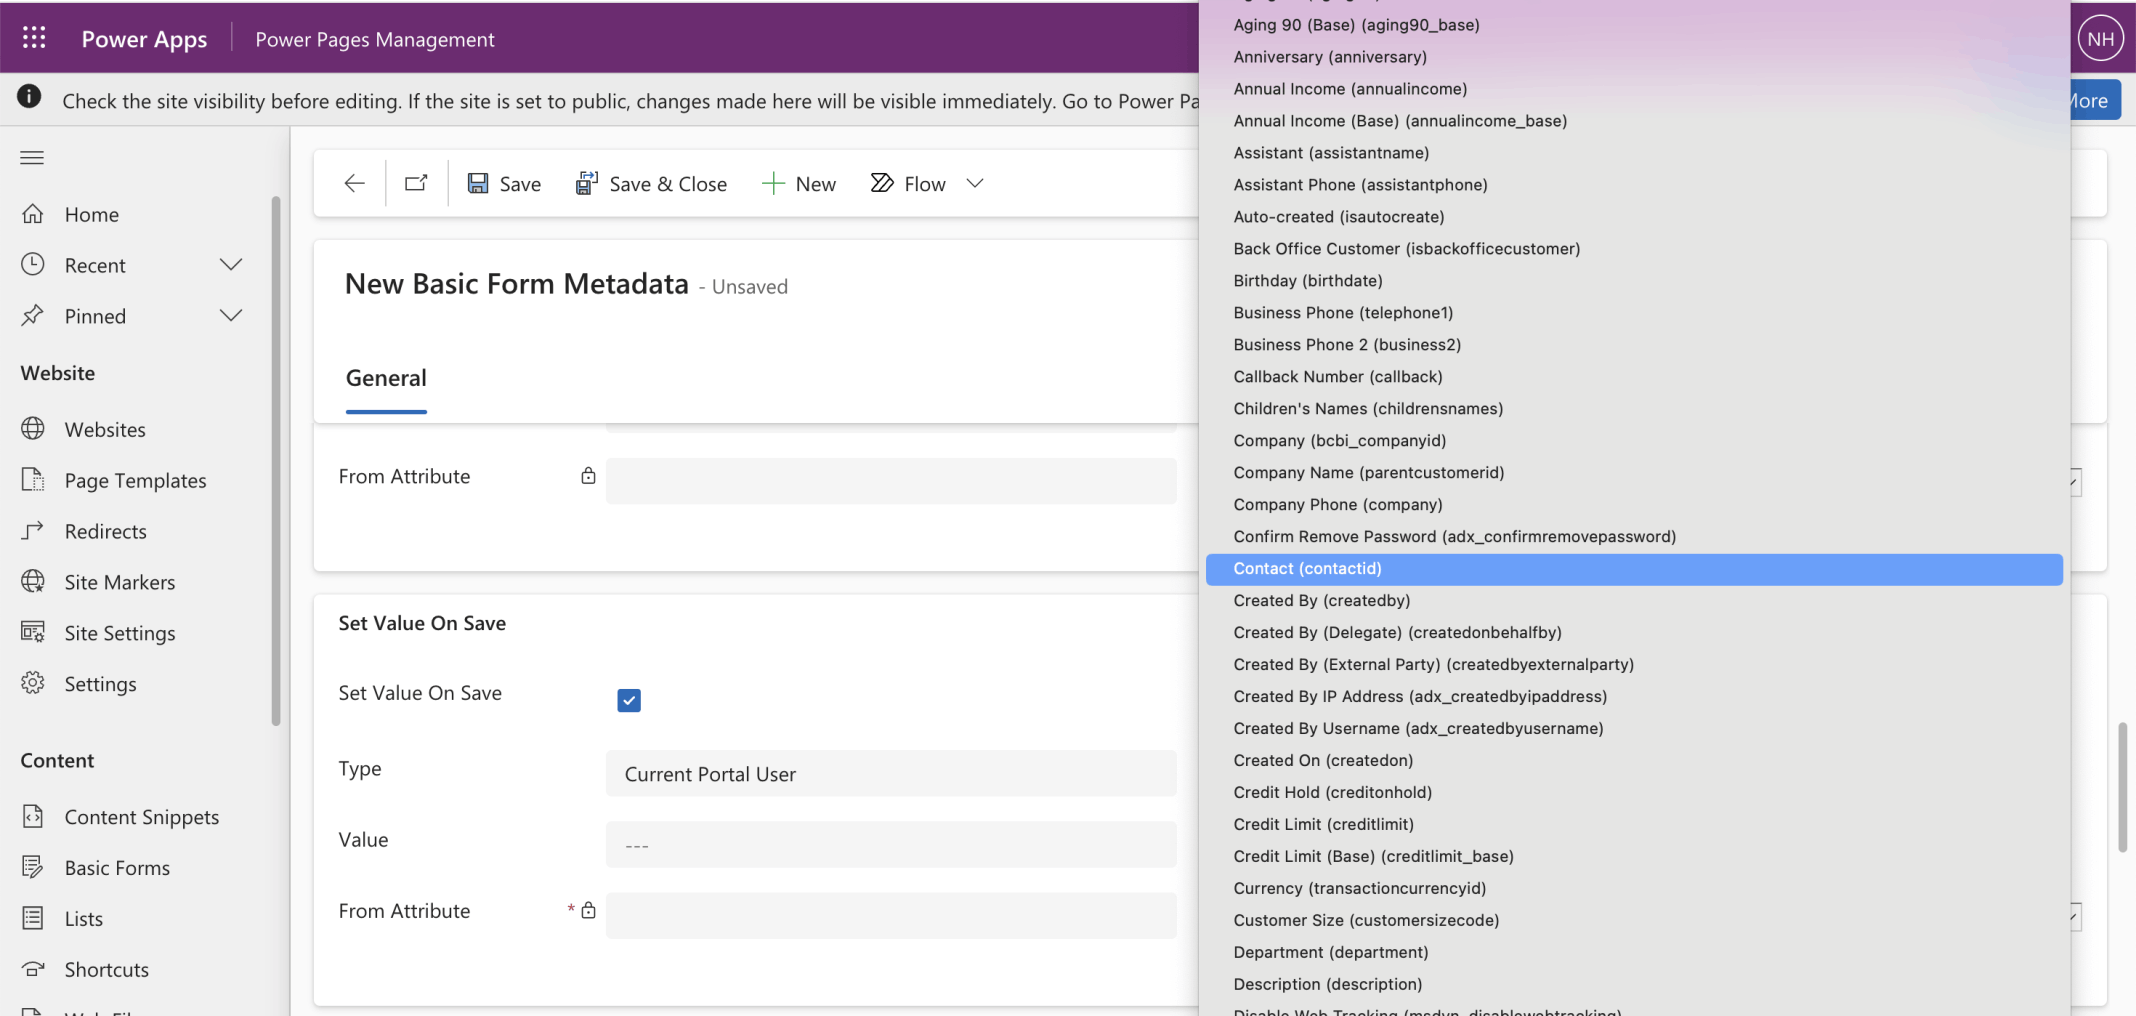 Power Apps
Power Pages Management
NH
Check the site visibility before editing. If the site is set to public, changes made here will be visible immediately. Go to Power Pa
More
Home
Recent
Pinned
Website
Websites
Page Templates
Redirects
Site Markers
Site Settings
Settings
Content
Content Snippets
Basic Forms
Lists
Shortcuts
Save
Save & Close
New
Flow
New Basic Form Metadata - Unsaved
General
From Attribute
Set Value On Save
Set Value On Save
Type
Current Portal User
Value
---
From Attribute *
Aging 90 (Base) (aging90_base)
Anniversary (anniversary)
Annual Income (annualincome)
Annual Income (Base) (annualincome_base)
Assistant (assistantname)
Assistant Phone (assistantphone)
Auto-created (isautocreate)
Back Office Customer (isbackofficecustomer)
Birthday (birthdate)
Business Phone (telephone1)
Business Phone 2 (business2)
Callback Number (callback)
Children's Names (childrensnames)
Company (bcbi_companyid)
Company Name (parentcustomerid)
Company Phone (company)
Confirm Remove Password (adx_confirmremovepassword)
Contact (contactid)
Created By (createdby)
Created By (Delegate) (createdonbehalfby)
Created By (External Party) (createdbyexternalparty)
Created By IP Address (adx_createdbyipaddress)
Created By Username (adx_createdbyusername)
Created On (createdon)
Credit Hold (creditonhold)
Credit Limit (creditlimit)
Credit Limit (Base) (creditlimit_base)
Currency (transactioncurrencyid)
Customer Size (customersizecode)
Department (department)
Description (description)
Disable Web Tracking (msdyn_disablewebtracking)